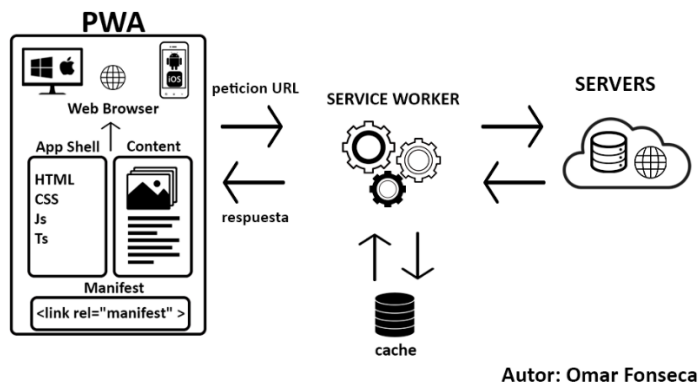 PWA
iOS
Web Browser
App Shell
Content
HTML
CSS
Js
Ts
Manifest
<link rel="manifest" >
peticion URL
respuesta
SERVICE WORKER
cache
SERVERS
Autor: Omar Fonseca